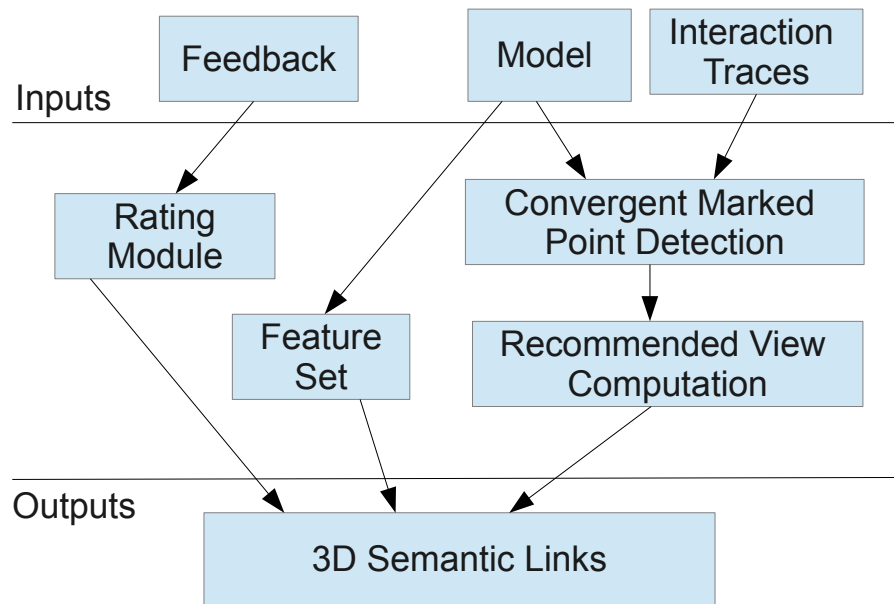 Feedback
Model
Interaction
Traces
Inputs
Rating
Module
Convergent Marked
Point Detection
Feature
Set
Recommended View
Computation
Outputs
3D Semantic Links